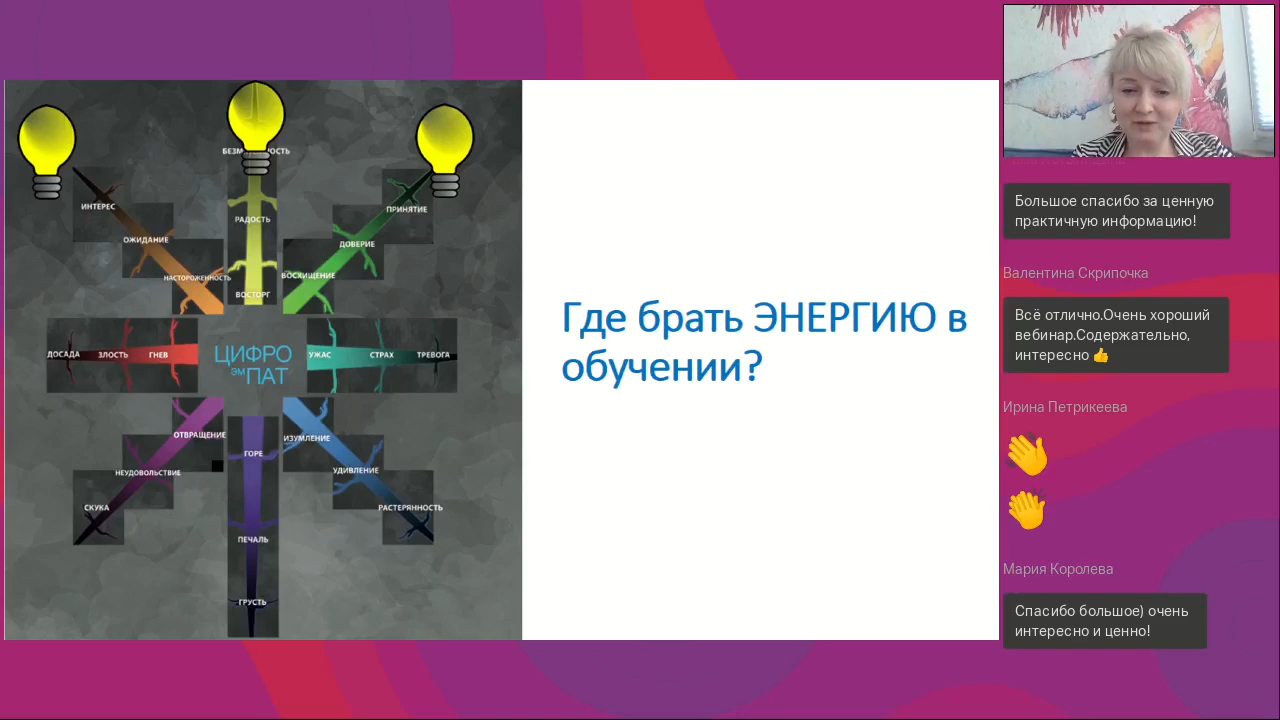 БЕЗМ
НОСТЬ
ИНТЕРЕС
РАДОСТЬ
ПРИНЯТИЕ
ОЖИДАНИЕ
ДОВЕРИЕ
НАСТОРОЖЕННОСТЬ
ВОСХИЩЕНИЕ
ВОСТОРГ
ДОСАДА
ЗЛОСТЬ
ГНЕВ
ЦИФРО
ЭМ
ПАТ
УЖАС
СТРАХ
ТРЕВОГА
ОТВРАЩЕНИЕ
ИЗУМЛЕНИЕ
ГОРЕ
НЕУДОВОЛЬСТВИЕ
УДИВЛЕНИЕ
СКУКА
РАСТЕРЯННОСТЬ
ПЕЧАЛЬ
ГРУСТЬ
Где брать ЭНЕРГИЮ в
обучении?
Большое спасибо за ценную
практичную информацию!
Валентина Скрипочка
Всё отлично.Очень хороший
вебинар.Содержательно,
интересно 👍
Ирина Петрикеева
Мария Королева
Спасибо большое) очень
интересно и ценно!